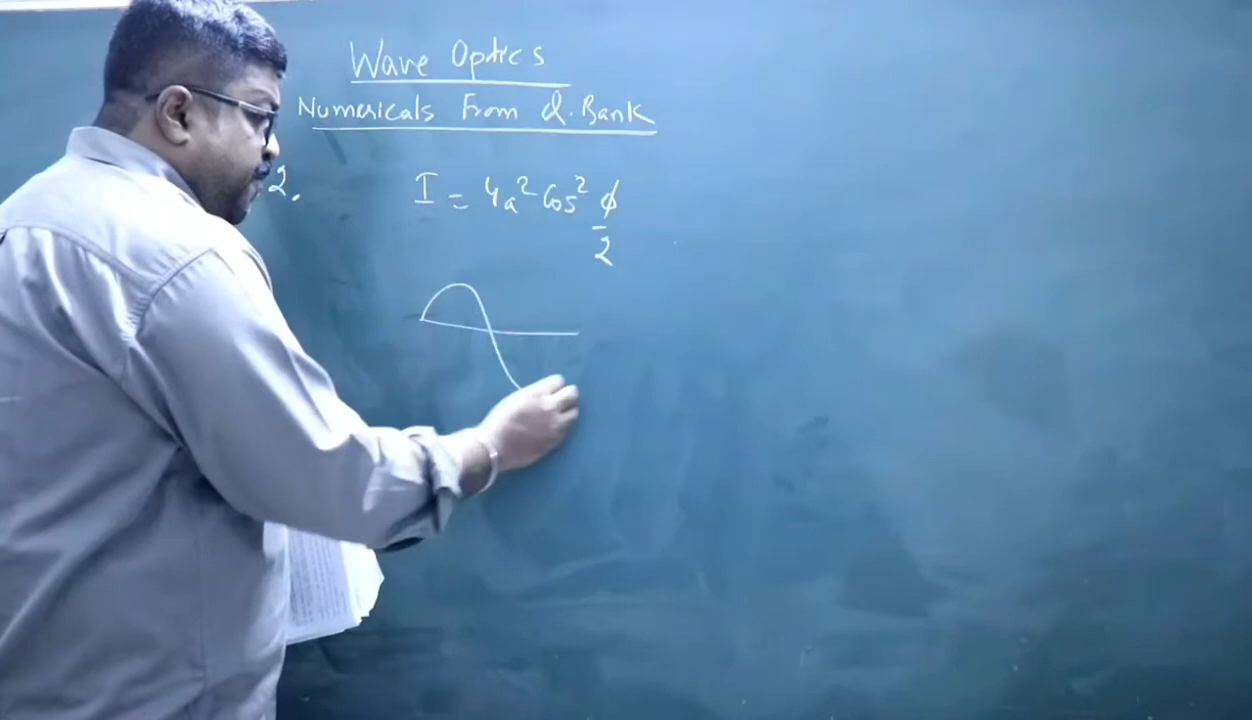 Wave Optics
Numericals From Q. Bank
2. I = 4a² Cos² ϕ/2